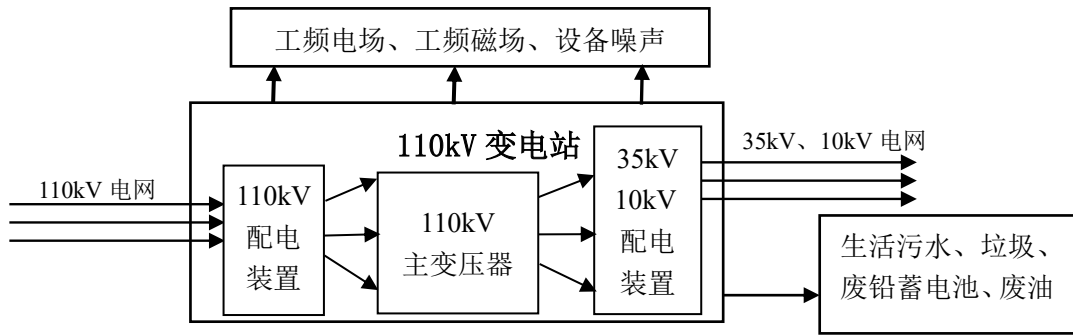 工频电场、工频磁场、设备噪声
110kV 变电站
110kV 电网
110kV
配电
装置
110kV
主变压器
35kV
10kV
配电
装置
35kV、10kV 电网
生活污水、垃圾、
废铅蓄电池、废油